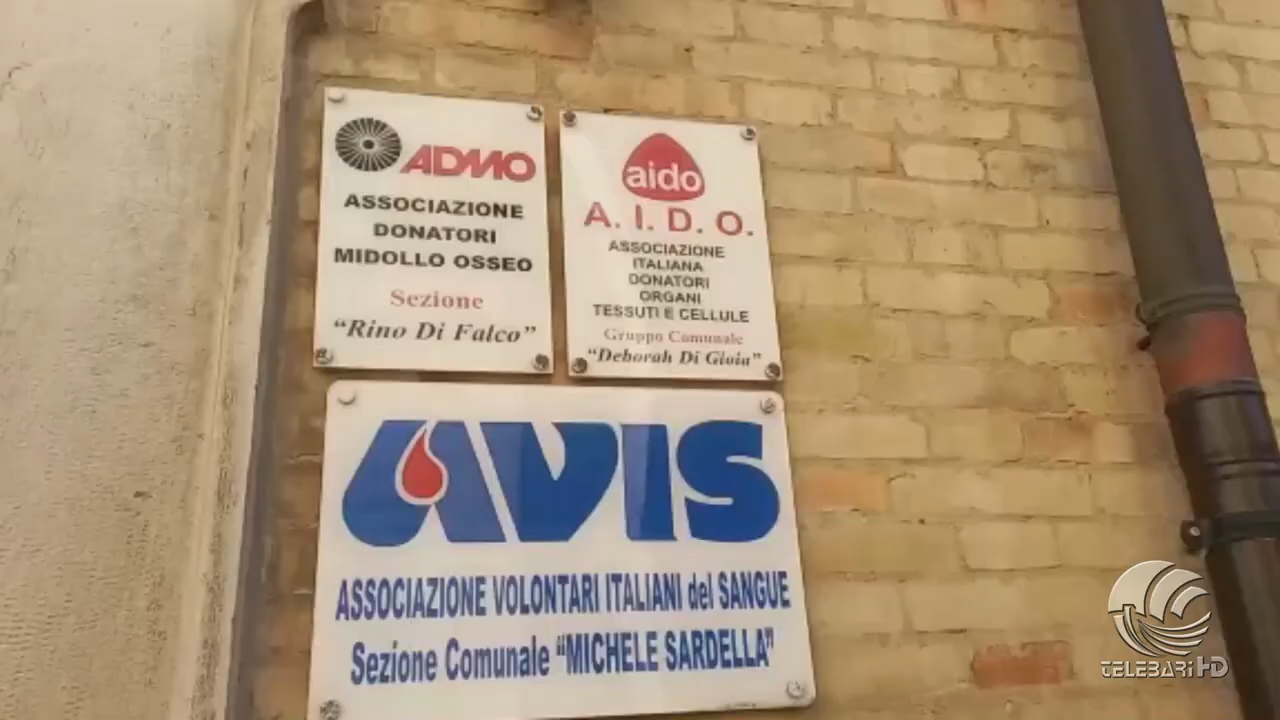 ADMO
ASSOCIAZIONE
DONATORI
MIDOLLO OSSEO
Sezione
“Rino Di Falco”
aido
A. I. D. O.
ASSOCIAZIONE
ITALIANA
DONATORI
ORGANI
TESSUTI E CELLULE
Gruppo Comunale
“Deborah Di Gioia”
AVIS
ASSOCIAZIONE VOLONTARI ITALIANI del SANGUE
Sezione Comunale “MICHELE SARDELLA”
TELEBARI HD